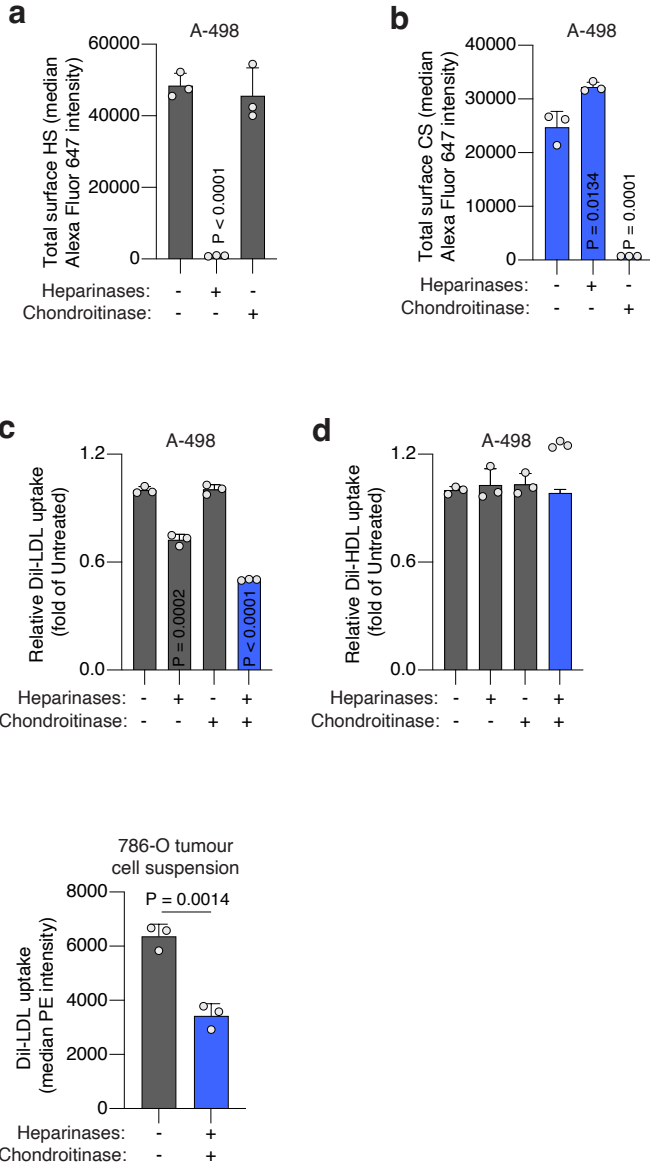 a
A-498
Total surface HS (median
Alexa Fluor 647 intensity)
60000
40000
20000
0
P < 0.0001
Heparinases: - + -
Chondroitinase: - - +
b
A-498
Total surface CS (median
Alexa Fluor 647 intensity)
40000
30000
20000
10000
0
P = 0.0134
P = 0.0001
Heparinases: - + -
Chondroitinase: - - +
c
A-498
Relative Dil-LDL uptake
(fold of Untreated)
1.2
0.6
0.0
P = 0.0002
P < 0.0001
Heparinases: - + - +
Chondroitinase: - - + +
d
A-498
Relative Dil-HDL uptake
(fold of Untreated)
1.2
0.6
0.0
Heparinases: - + - +
Chondroitinase: - - + +
786-O tumour
cell suspension
Dil-LDL uptake
(median PE intensity)
8000
6000
4000
2000
0
P = 0.0014
Heparinases: - +
Chondroitinase: - +